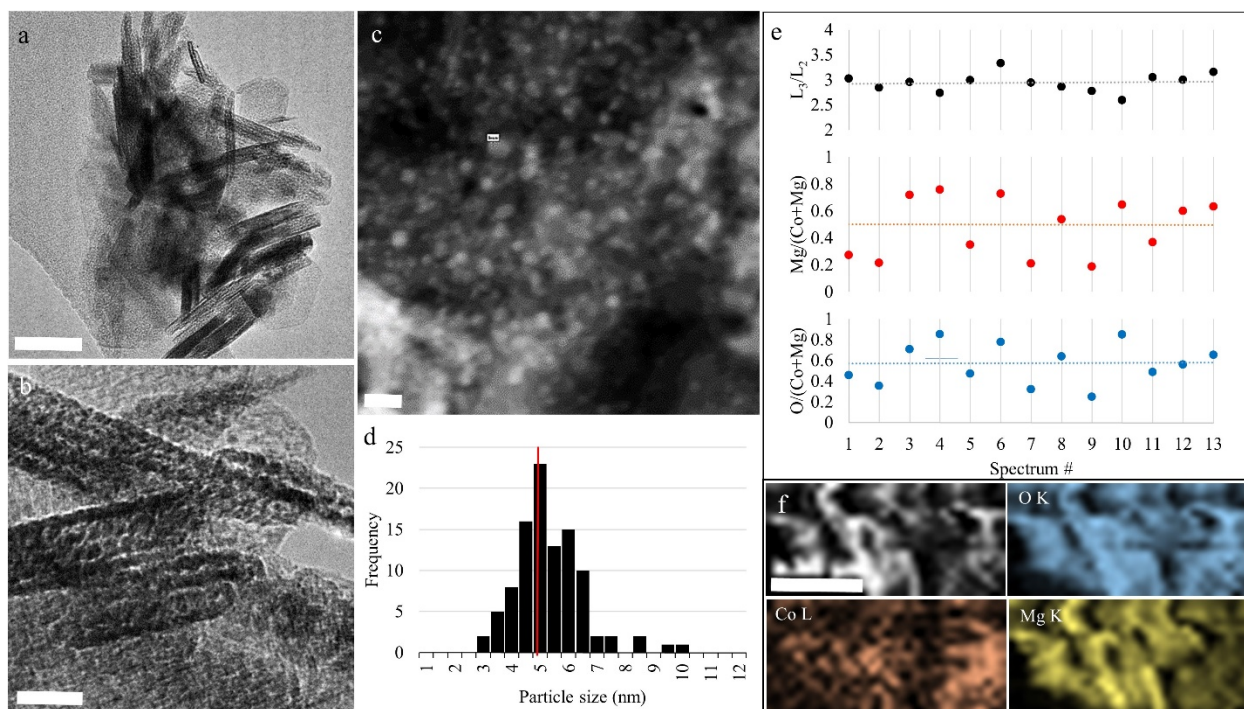 a
b
c
d
25
20
15
10
5
0
Frequency
1 2 3 4 5 6 7 8 9 10 11 12
Particle size (nm)
e
4
3.5
3
2.5
2
L3/L2
1
0.8
0.6
0.4
0.2
0
Mg/(Co+Mg)
1
0.8
0.6
0.4
0.2
0
O/(Co+Mg)
1 2 3 4 5 6 7 8 9 10 11 12 13
Spectrum #
f
O K
Co L
Mg K